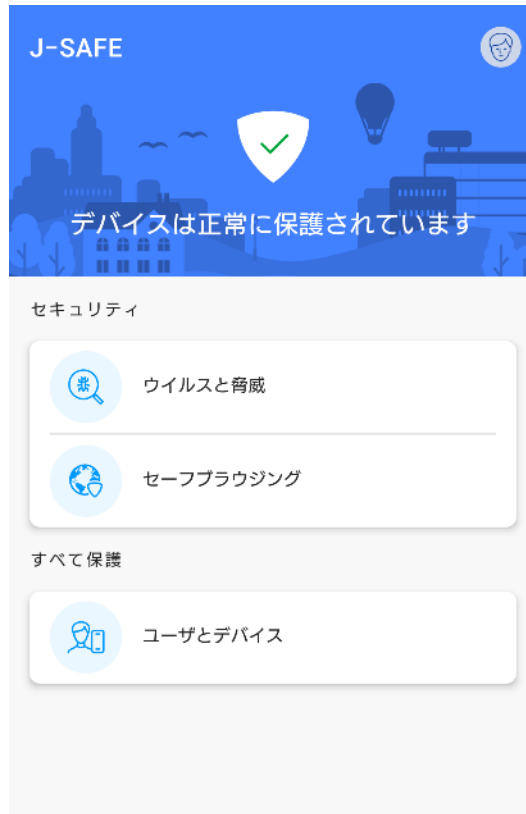 J-SAFE
デバイスは正常に保護されています
セキュリティ
ウイルスと脅威
セーフブラウジング
すべて保護
ユーザとデバイス